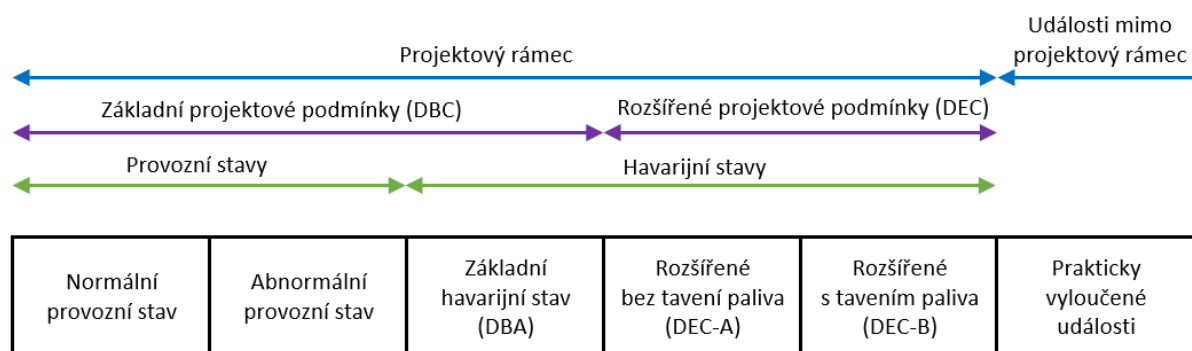 Události mimo
projektový rámec
Projektový rámec
Základní projektové podmínky (DBC)
Rozšířené projektové podmínky (DEC)
Provozní stavy
Havarijní stavy
Normální
provozní stav
Abnormální
provozní stav
Základní
havarijní stav
(DBA)
Rozšířené
bez tavení paliva
(DEC-A)
Rozšířené
s tavením paliva
(DEC-B)
Prakticky
vyloučené
události